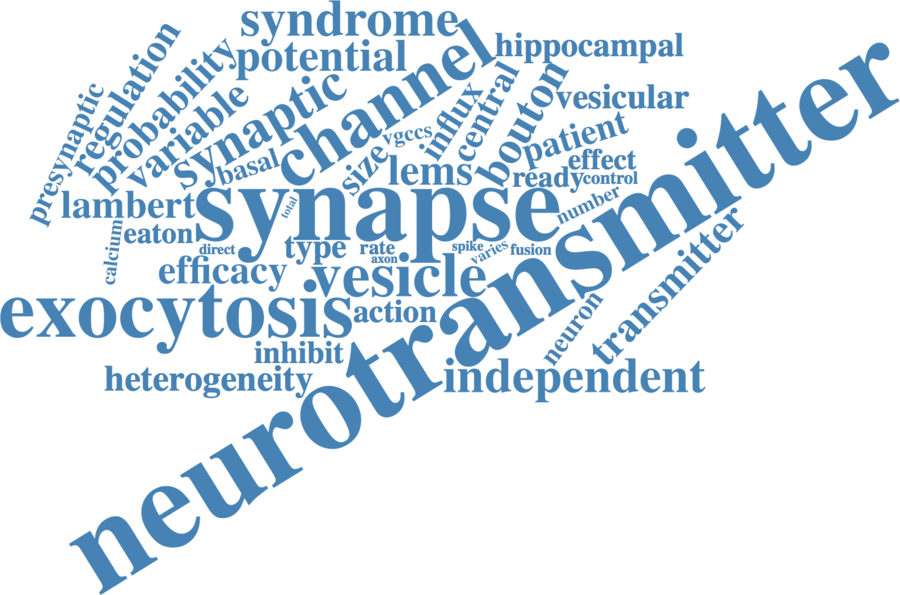 syndrome
potential
hippocampal
channel
regulation
probability
presynaptic
variable
synaptic
basal
vgccs
influx
central
bouton
vesicular
patient
effect
size
lems
ready
control
number
lambert
synapse
total
eaton
calcium
direct
type
rate
axon
spike
varies
fusion
efficacy
vesicle
exocytosis
action
inhibit
heterogeneity
independent
neuron
transmitter
neurotransmitter